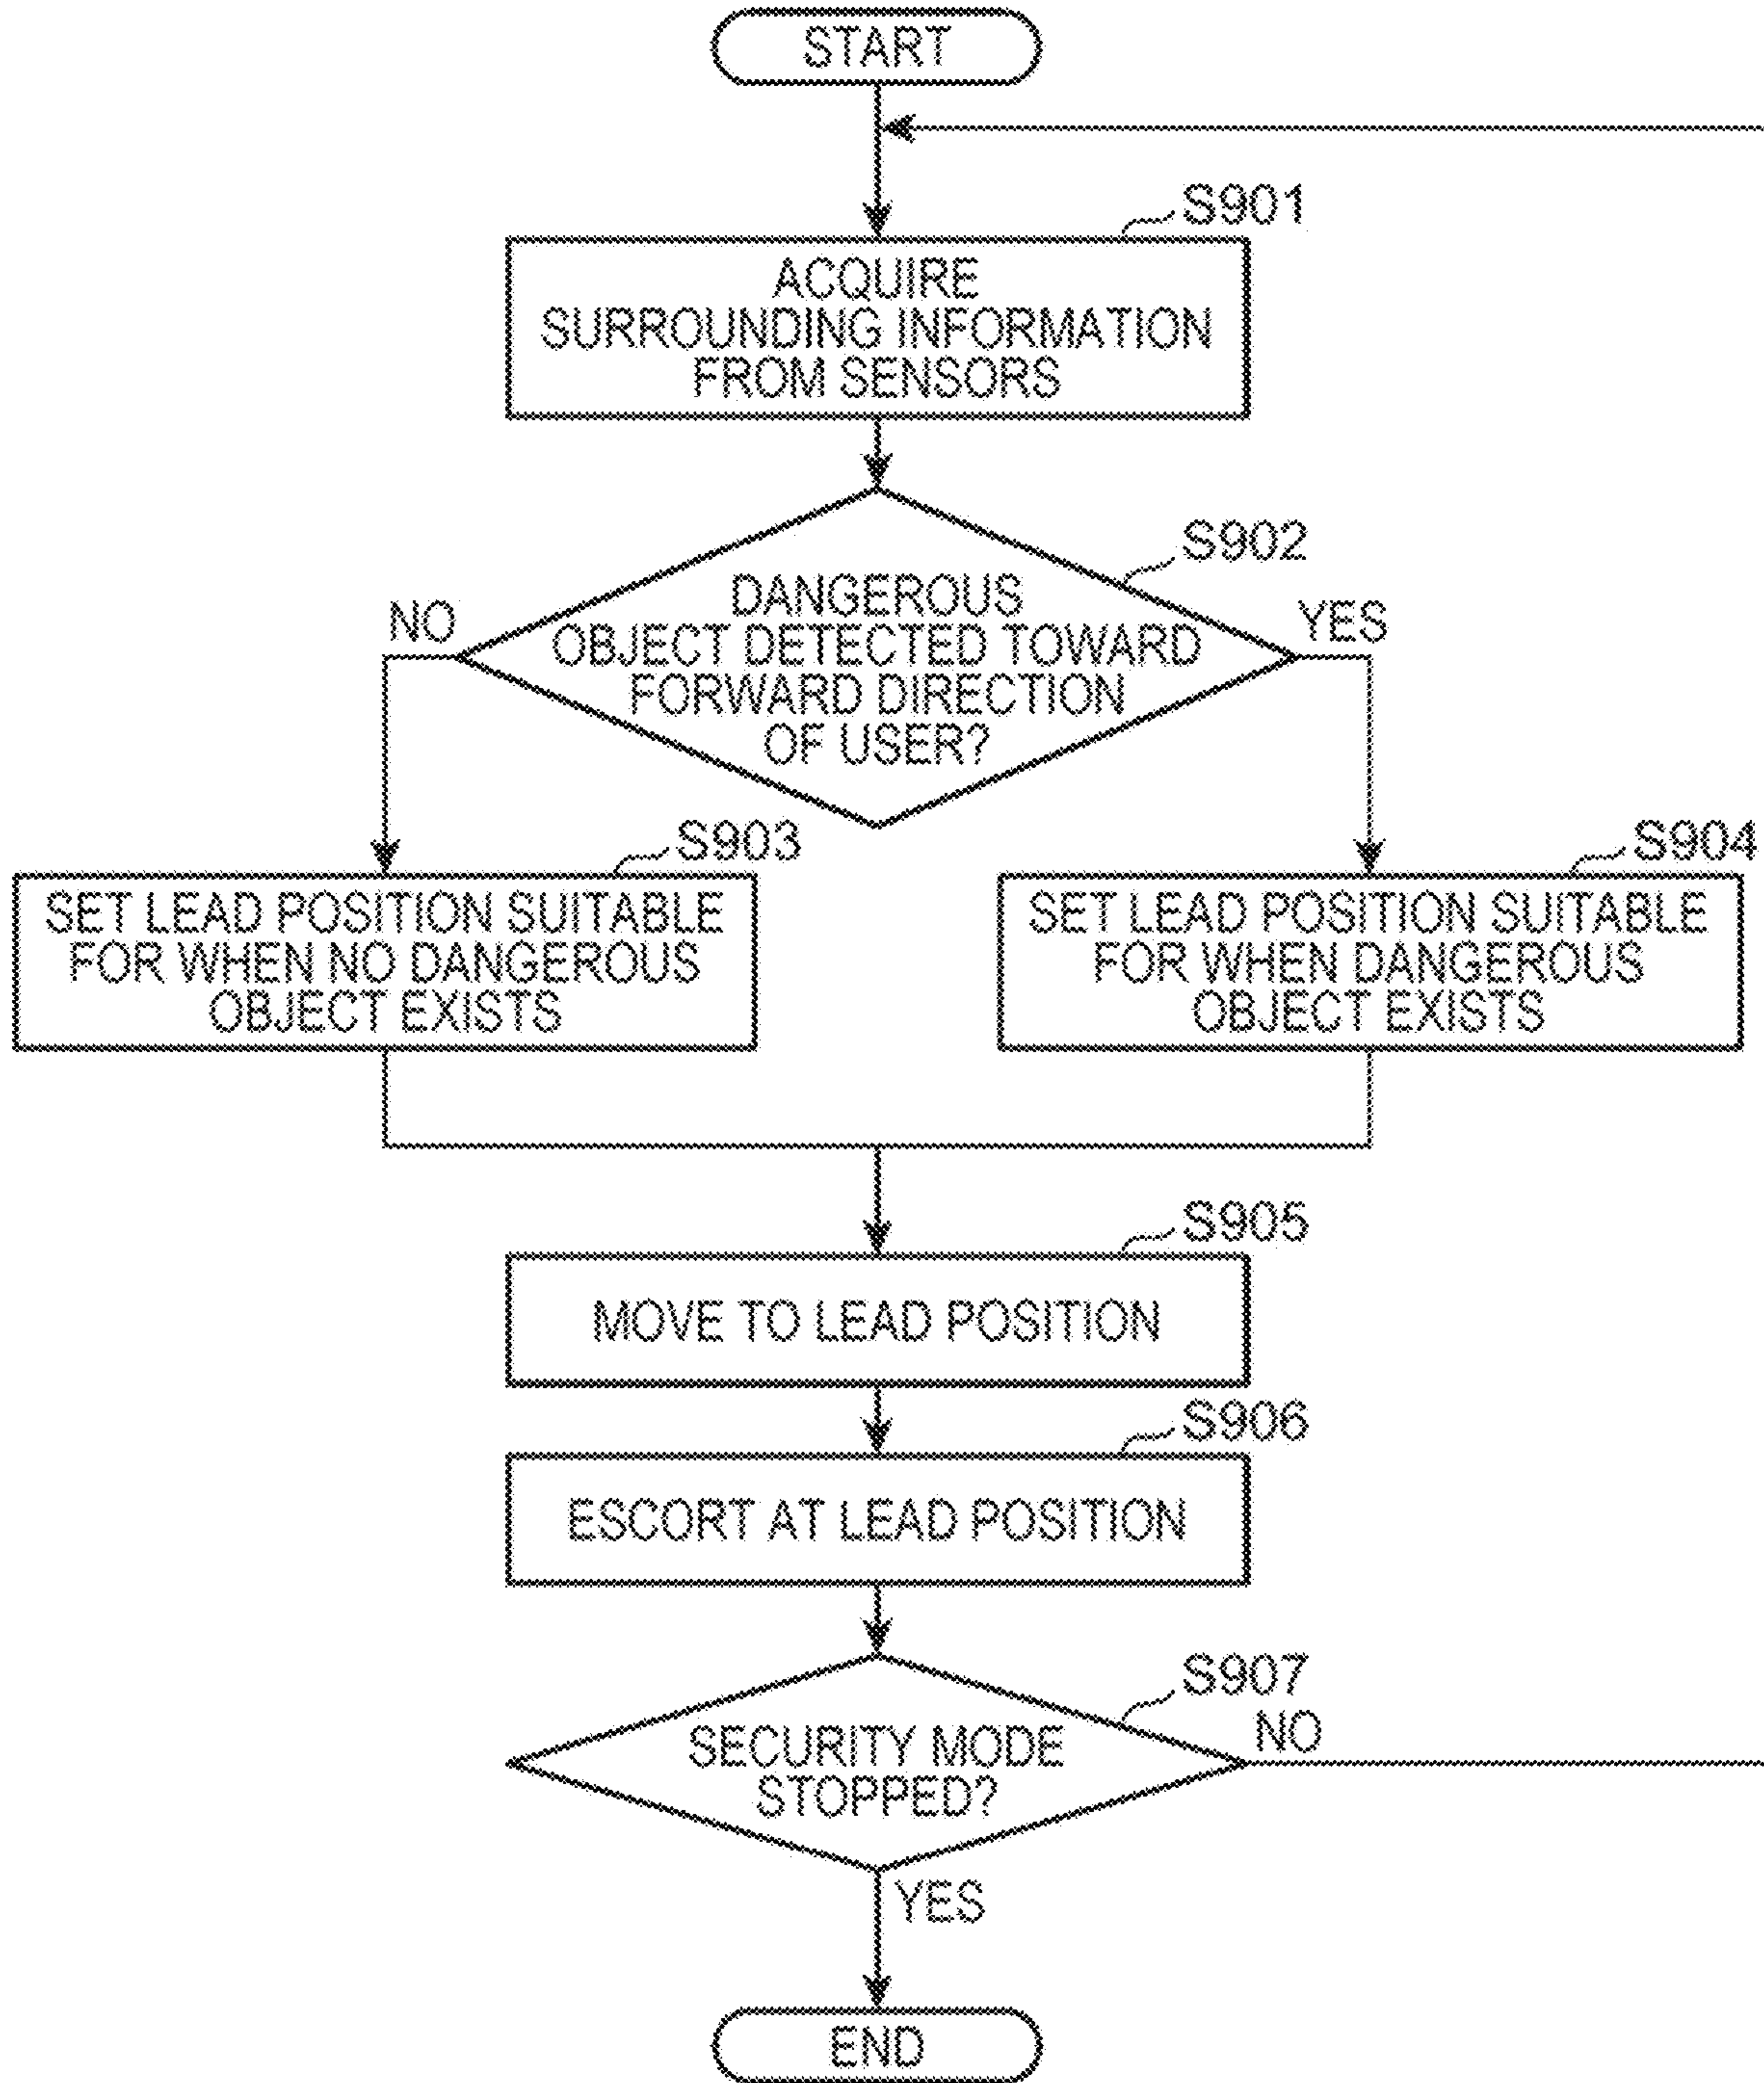 START
S901
ACQUIRE
SURROUNDING INFORMATION
FROM SENSORS
S902
DANGEROUS
OBJECT DETECTED TOWARD
FORWARD DIRECTION
OF USER?
NO
YES
S903
SET LEAD POSITION SUITABLE
FOR WHEN NO DANGEROUS
OBJECT EXISTS
S904
SET LEAD POSITION SUITABLE
FOR WHEN DANGEROUS
OBJECT EXISTS
S905
MOVE TO LEAD POSITION
S906
ESCORT AT LEAD POSITION
S907
SECURITY MODE
STOPPED?
NO
YES
END